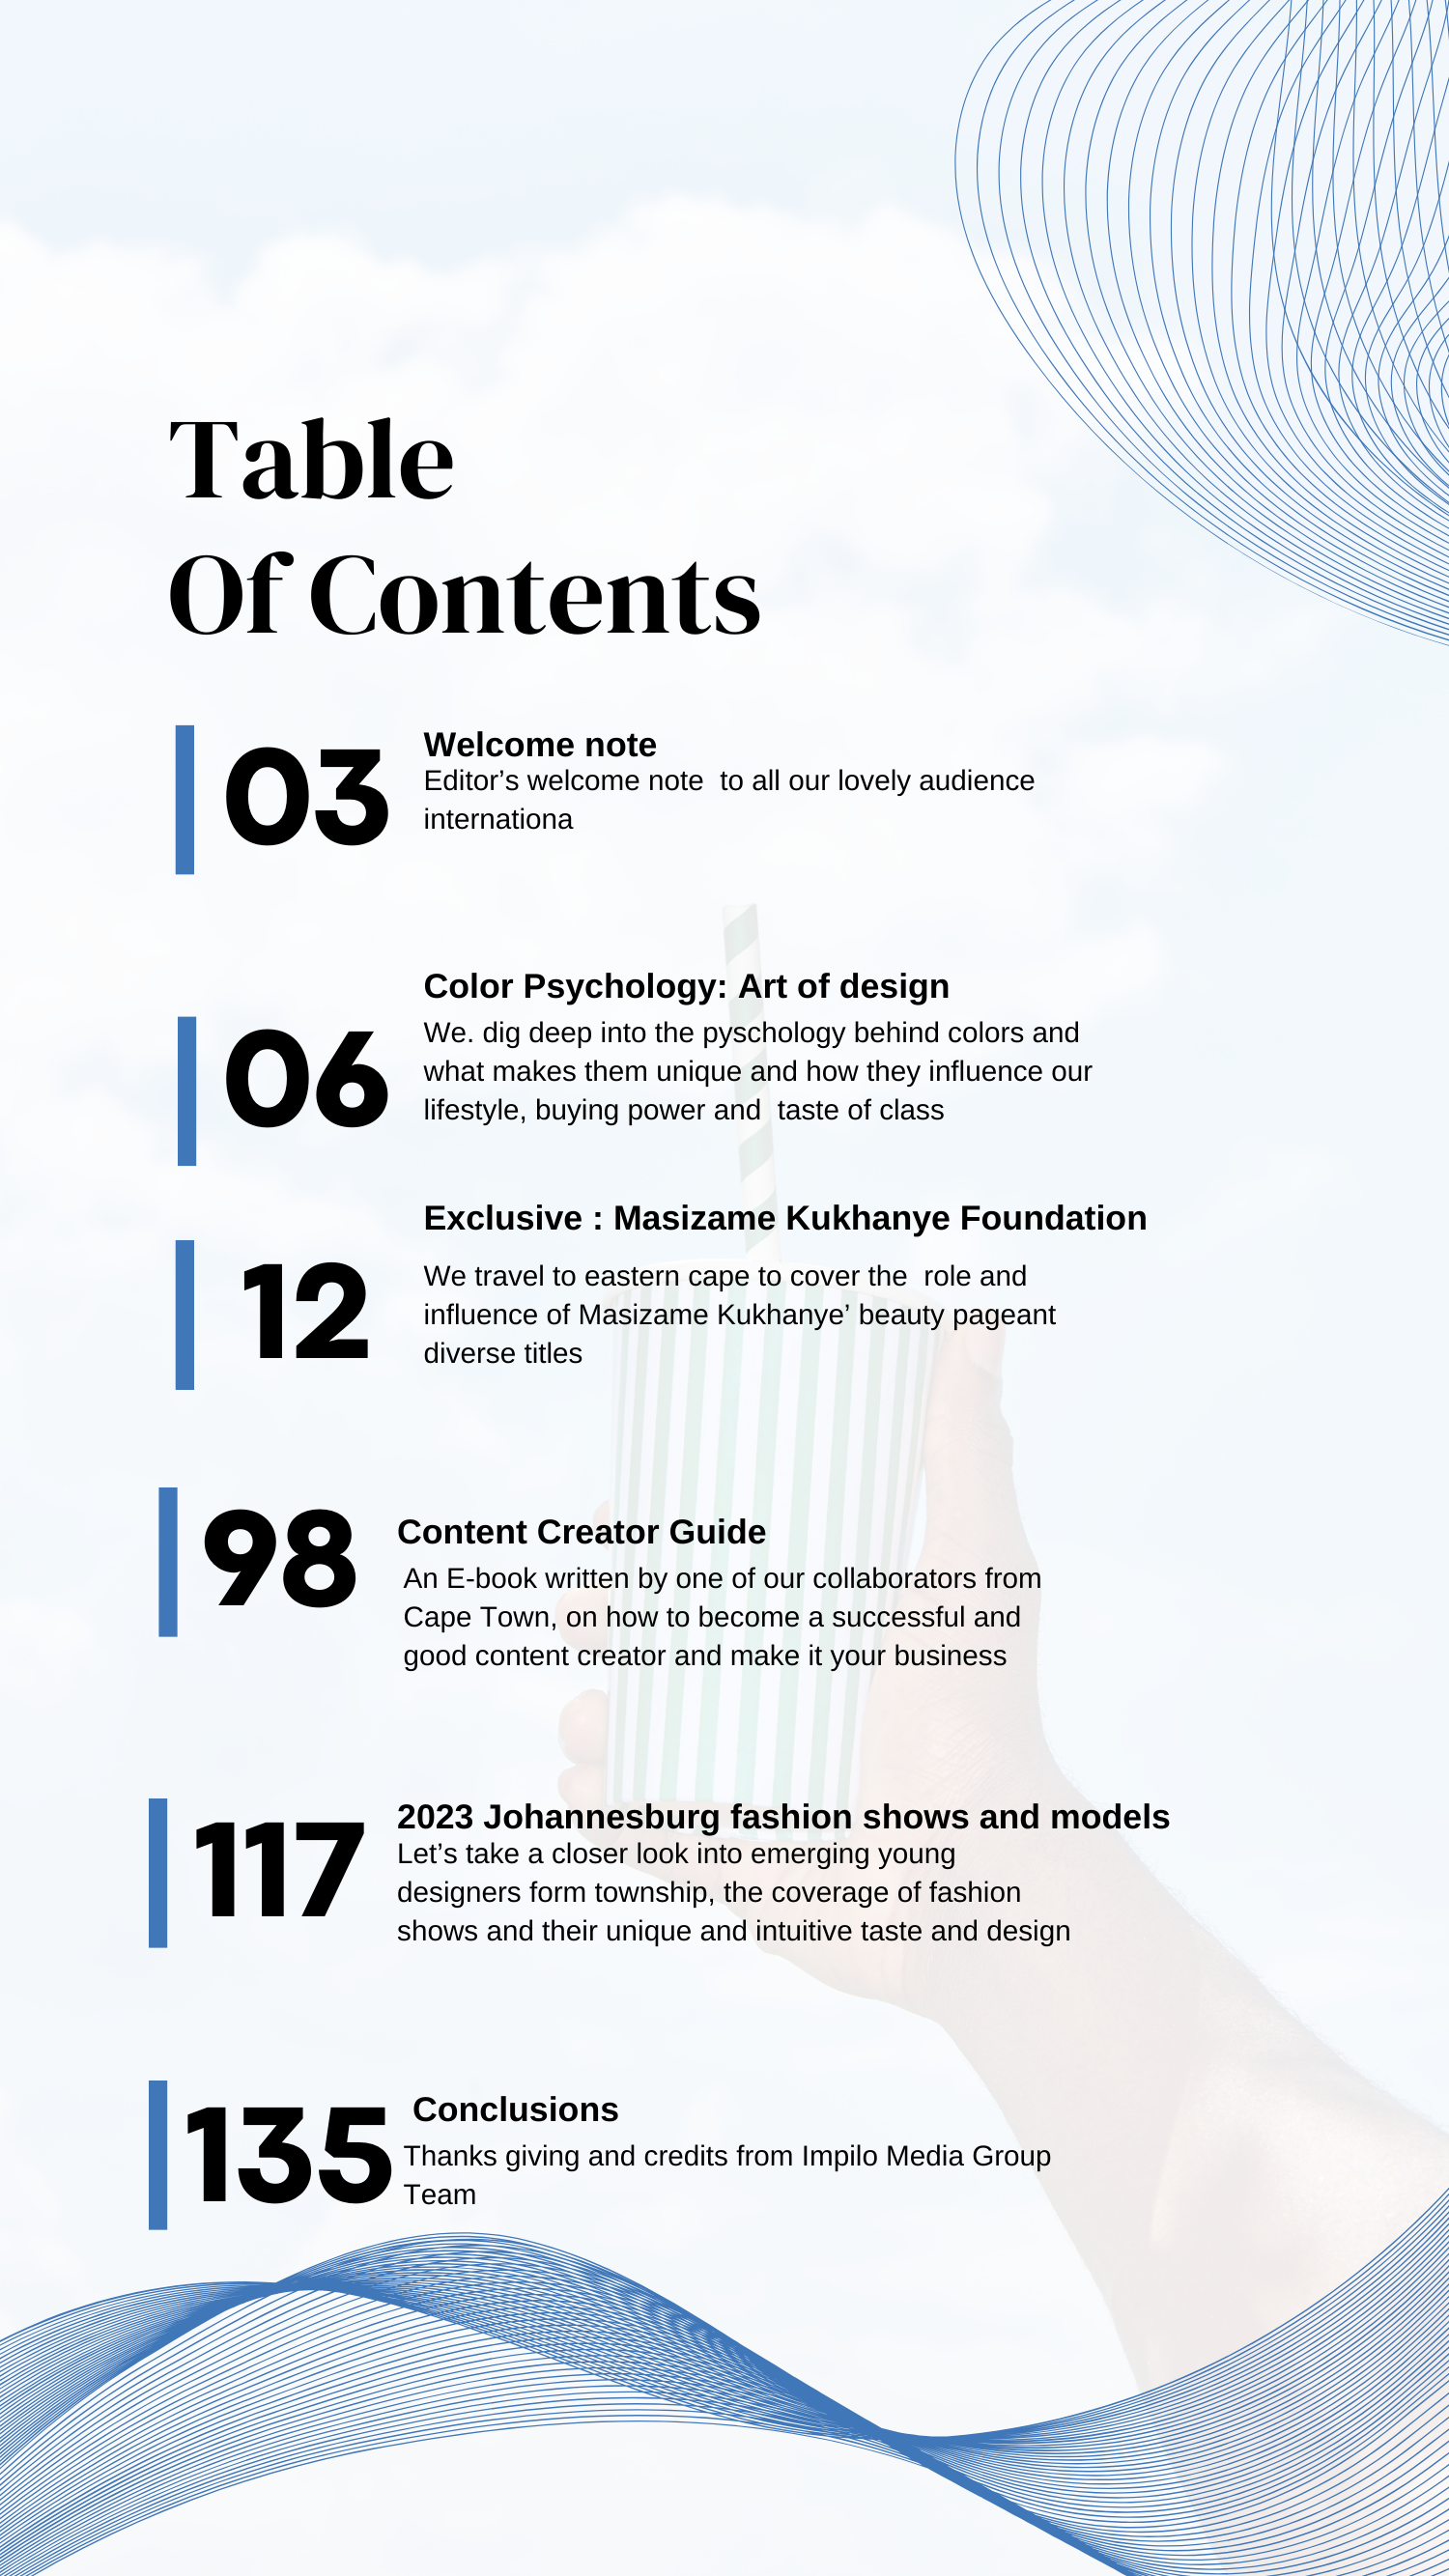 Table
Of Contents
03
Welcome note
Editor’s welcome note  to all our lovely audience
internationa
06
Color Psychology: Art of design
We. dig deep into the pyschology behind colors and
what makes them unique and how they influence our
lifestyle, buying power and  taste of class
12
Exclusive : Masizame Kukhanye Foundation
We travel to eastern cape to cover the  role and
influence of Masizame Kukhanye’ beauty pageant
diverse titles
98
Content Creator Guide
An E-book written by one of our collaborators from
Cape Town, on how to become a successful and
good content creator and make it your business
117
2023 Johannesburg fashion shows and models
Let’s take a closer look into emerging young
designers form township, the coverage of fashion
shows and their unique and intuitive taste and design
135
Conclusions
Thanks giving and credits from Impilo Media Group
Team